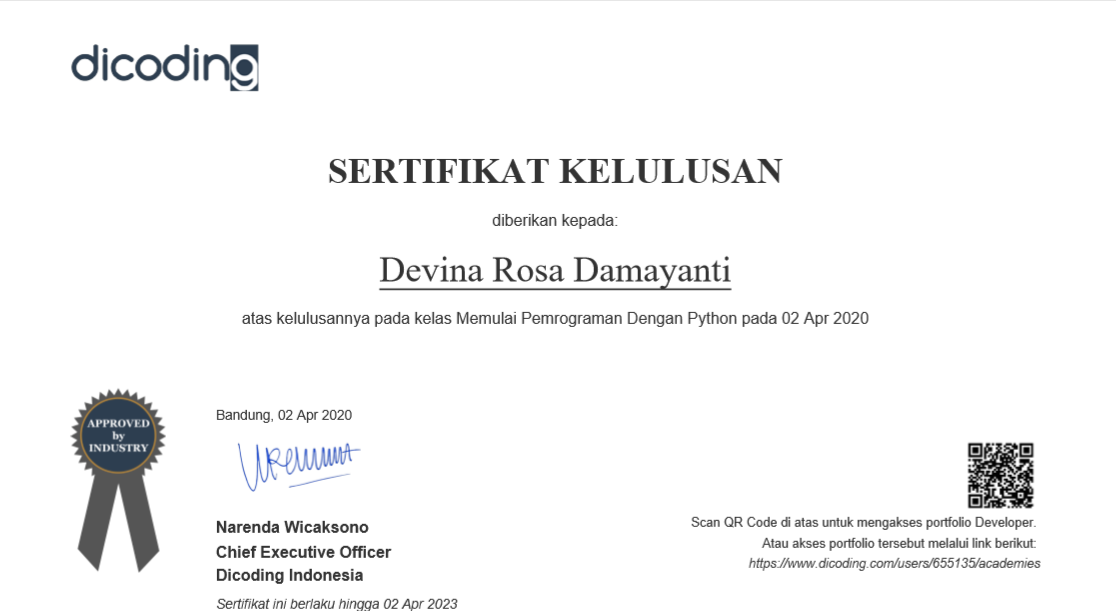 dicoding
SERTIFIKAT KELULUSAN
diberikan kepada:
Devina Rosa Damayanti
atas kelulusannya pada kelas Memulai Pemrograman Dengan Python pada 02 Apr 2020
APPROVED
by
INDUSTRY
Bandung, 02 Apr 2020
Narenda Wicaksono
Chief Executive Officer
Dicoding Indonesia
Sertifikat ini berlaku hingga 02 Apr 2023
Scan QR Code di atas untuk mengakses portfolio Developer.
Atau akses portfolio tersebut melalui link berikut:
https://www.dicoding.com/users/655135/academies